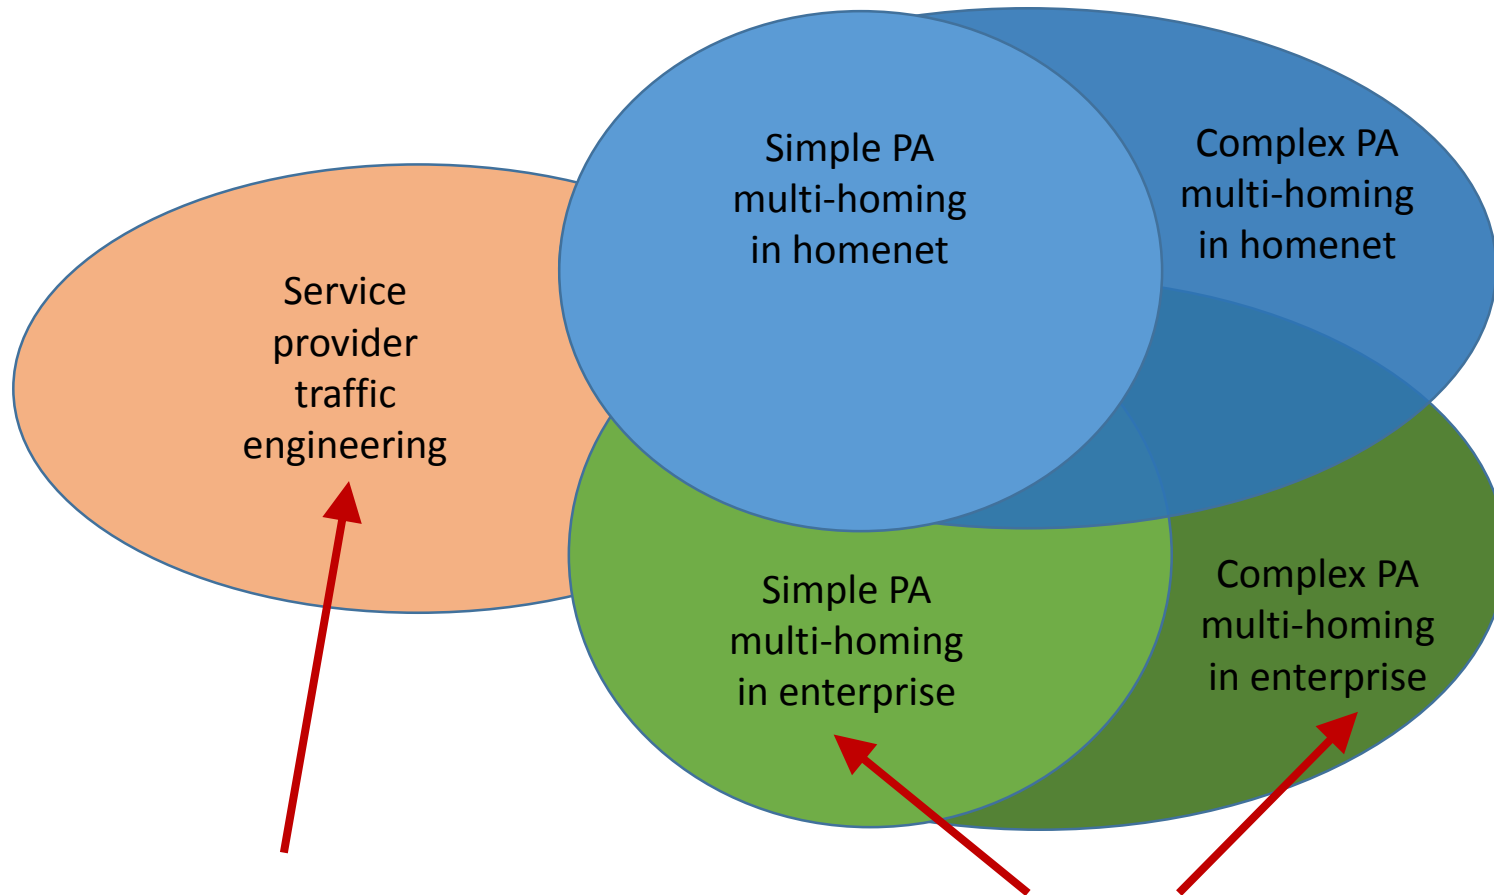 Simple PA
multi-homing
in homenet
Complex PA
multi-homing
in homenet
Service
provider
traffic
engineering
Simple PA
multi-homing
in enterprise
Complex PA
multi-homing
in enterprise